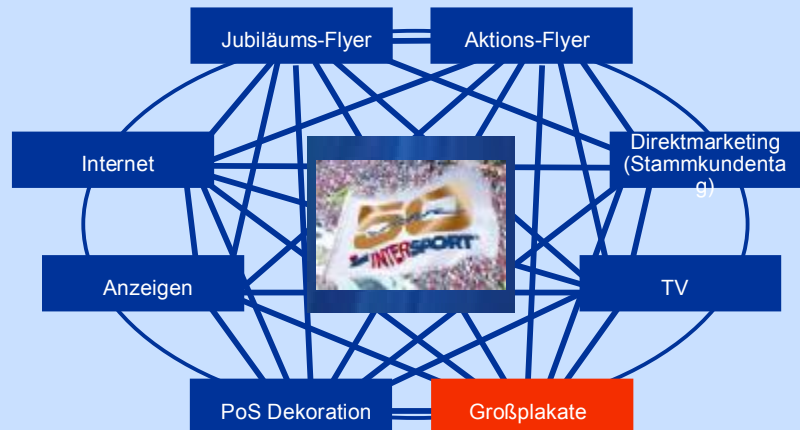 Jubiläums-Flyer
Aktions-Flyer
Internet
Direktmarketing
(Stammkundenta
g)
50
INTERSPORT
Anzeigen
TV
PoS Dekoration
Großplakate